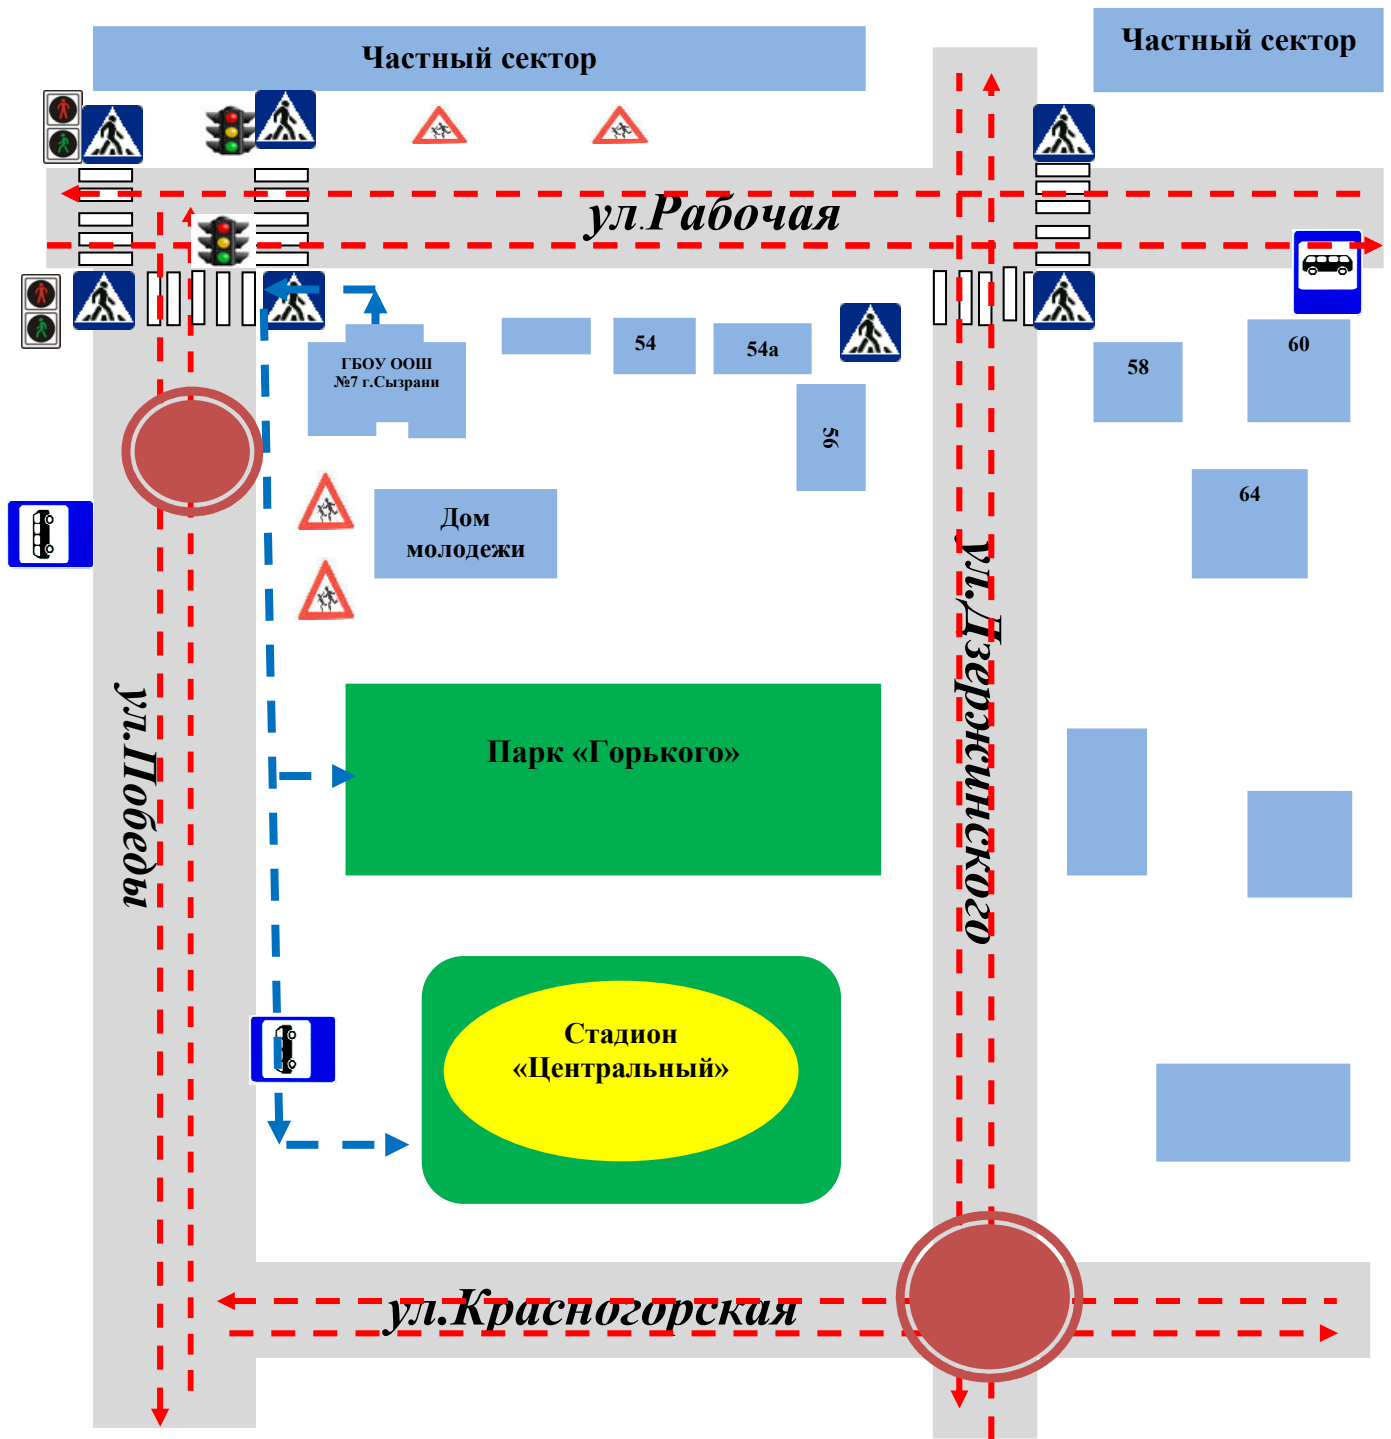 Частный сектор
Частный сектор
ул.Рабочая
ГБОУ ООШ
№7 г.Сызрани
54
54а
56
58
60
64
Дом
молодежи
ул.Победы
ул.Дзержинского
Парк «Горького»
Стадион
«Центральный»
ул.Красногорская